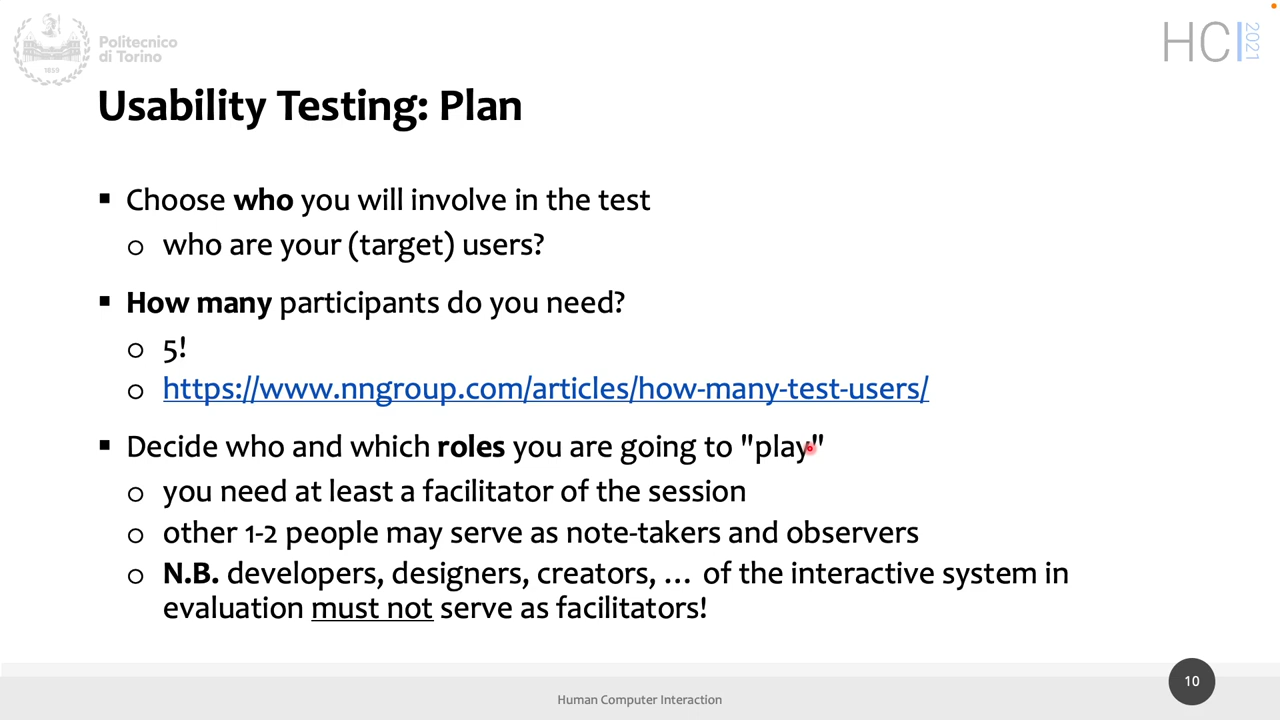 Politecnico
di Torino
1859
HCI 2021
Usability Testing: Plan
▪ Choose who you will involve in the test
o who are your (target) users?
▪ How many participants do you need?
o 5!
o https://www.nngroup.com/articles/how-many-test-users/
▪ Decide who and which roles you are going to "play"
o you need at least a facilitator of the session
o other 1-2 people may serve as note-takers and observers
o N.B. developers, designers, creators, … of the interactive system in
evaluation must not serve as facilitators!
Human Computer Interaction
10